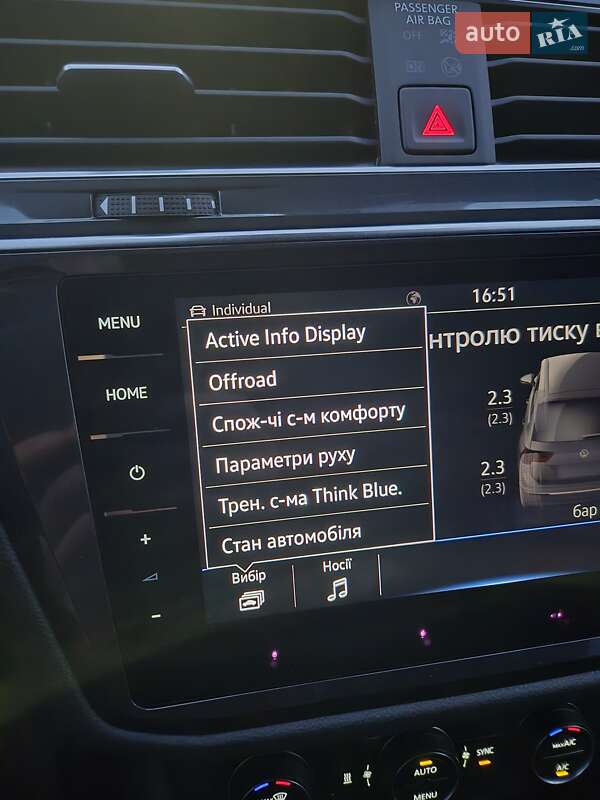 PASSENGER
AIR BAG
OFF
auto RIA
.com
Individual
16:51
MENU
HOME
Active Info Display
Offroad
Спож-чі с-м комфорту
Параметри руху
Трен. с-ма Think Blue.
Стан автомобіля
нтролю тиску в
2.3
(2.3)
2.3
(2.3)
бар
Вибір
Носії
+
−
AUTO
MENU
SYNC
MAX A/C
A/C